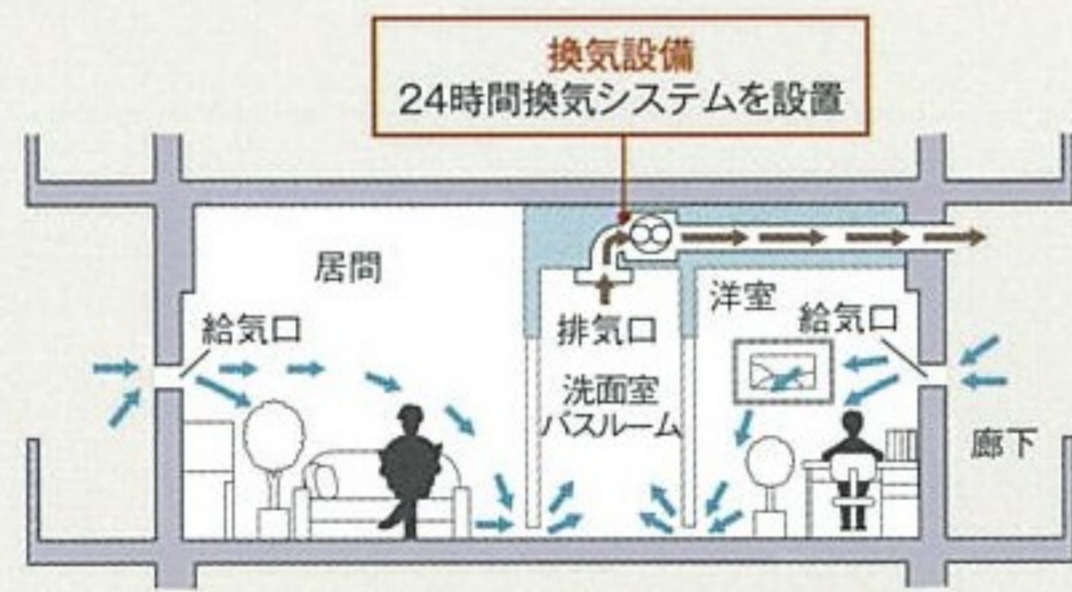 換気設備
24時間換気システムを設置
居間
洋室
給気口
排気口
給気口
洗面室
バスルーム
廊下